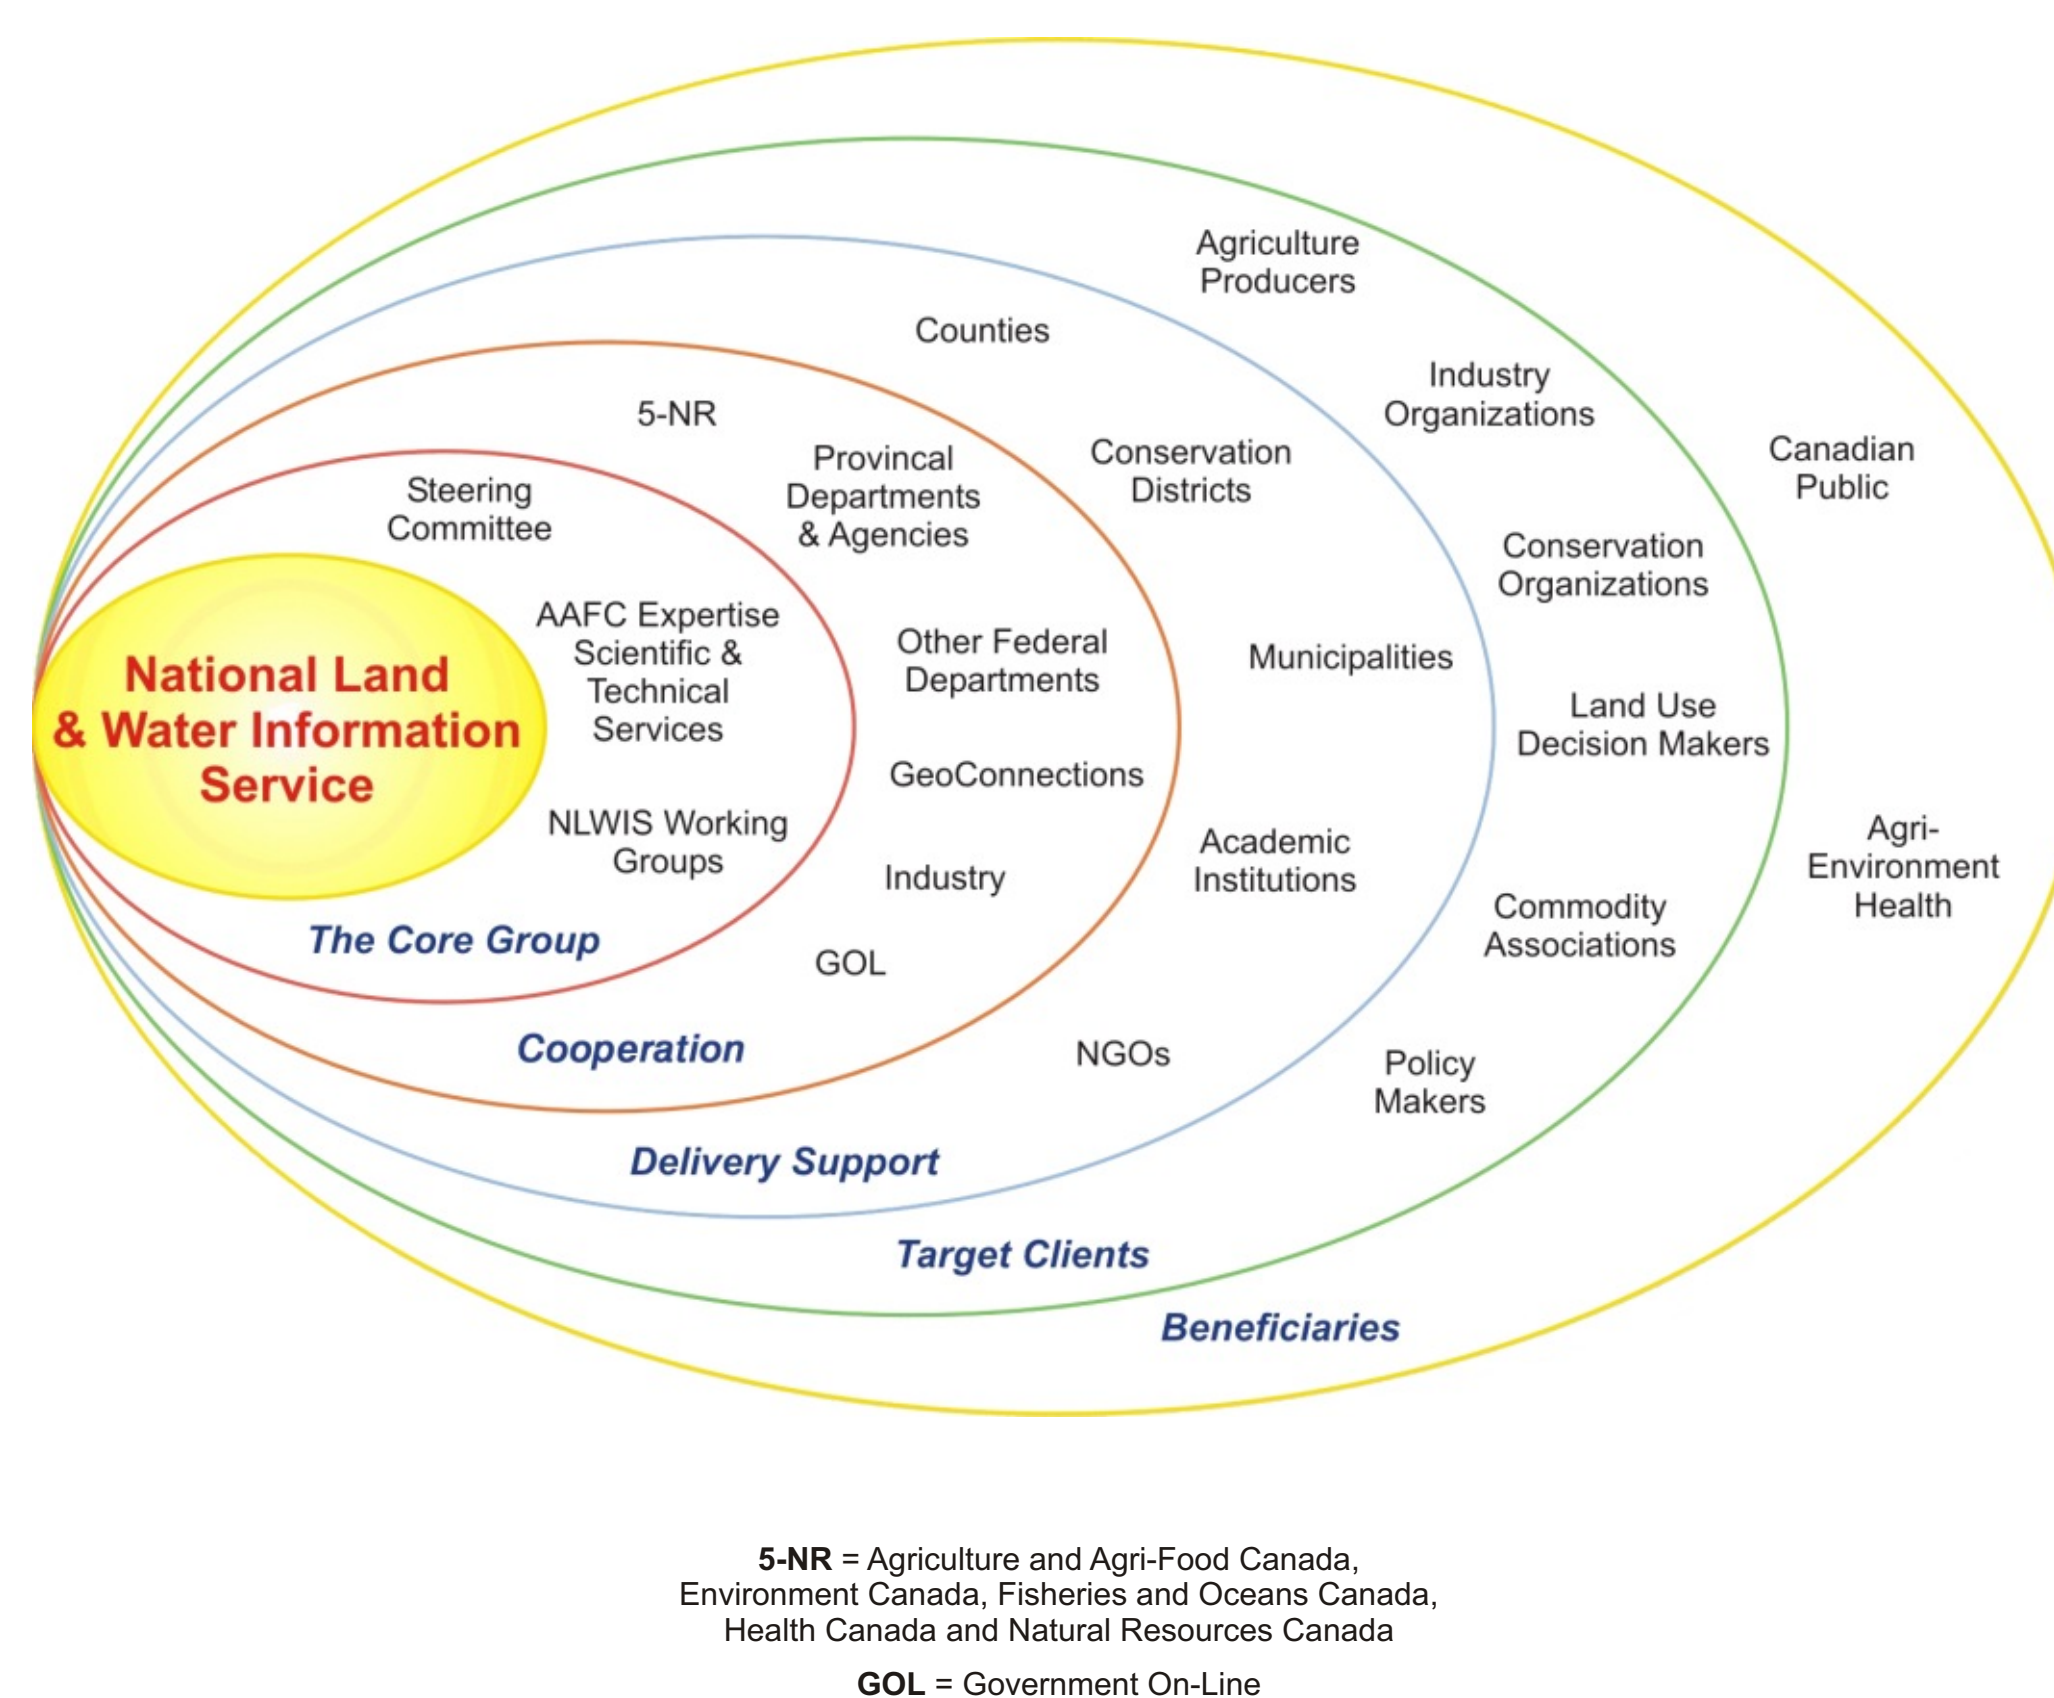 Agriculture
Producers
Counties
Industry
Organizations
5-NR
Canadian
Public
Provincal
Departments
& Agencies
Conservation
Districts
Steering
Committee
Conservation
Organizations
AAFC Expertise
Scientific &
Technical
Services
Other Federal
Departments
Municipalities
National Land
& Water Information
Service
Land Use
Decision Makers
GeoConnections
NLWIS Working
Groups
Industry
Academic
Institutions
Agri-
Environment
Health
Commodity
Associations
The Core Group
GOL
Cooperation
NGOs
Policy
Makers
Delivery Support
Target Clients
Beneficiaries
5-NR = Agriculture and Agri-Food Canada,
Environment Canada, Fisheries and Oceans Canada,
Health Canada and Natural Resources Canada
GOL = Government On-Line